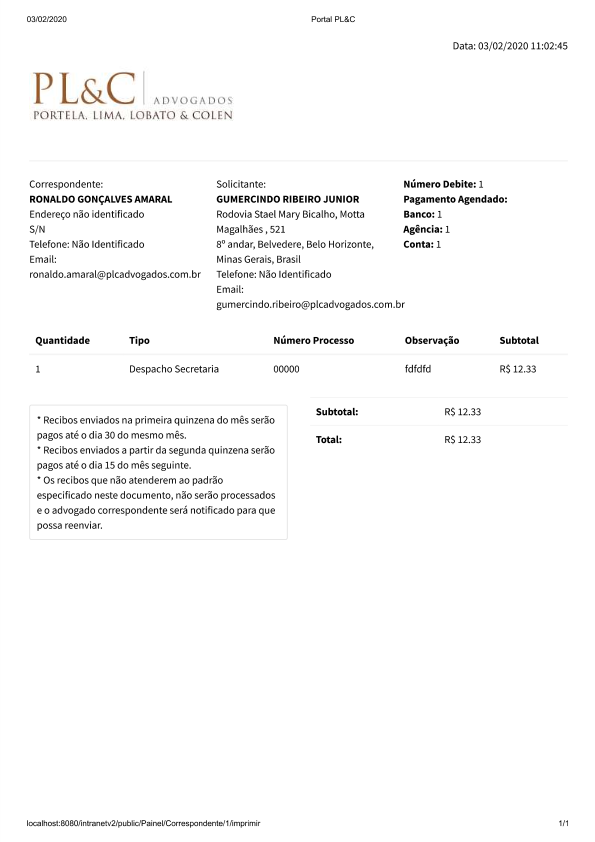 03/02/2020 Portal PL&C
Data: 03/02/2020 11:02:45
PL&C ADVOGADOS
PORTELA, LIMA, LOBATO & COLEN
Correspondente:
RONALDO GONÇALVES AMARAL
Endereço não identificado
S/N
Telefone: Não Identificado
Email:
ronaldo.amaral@plcadvogados.com.br
Solicitante:
GUMERCINDO RIBEIRO JUNIOR
Rodovia Stael Mary Bicalho, Motta
Magalhães , 521
8º andar, Belvedere, Belo Horizonte,
Minas Gerais, Brasil
Telefone: Não Identificado
Email:
gumercindo.ribeiro@plcadvogados.com.br
Número Debite: 1
Pagamento Agendado:
Banco: 1
Agência: 1
Conta: 1
Quantidade Tipo Número Processo Observação Subtotal
1 Despacho Secretaria 00000 fdfdfd R$ 12.33
* Recibos enviados na primeira quinzena do mês serão
pagos até o dia 30 do mesmo mês.
* Recibos enviados a partir da segunda quinzena serão
pagos até o dia 15 do mês seguinte.
* Os recibos que não atenderem ao padrão
especificado neste documento, não serão processados
e o advogado correspondente será notificado para que
possa reenviar.
Subtotal: R$ 12.33
Total: R$ 12.33
localhost:8080/intranetv2/public/Painel/Correspondente/1/imprimir 1/1